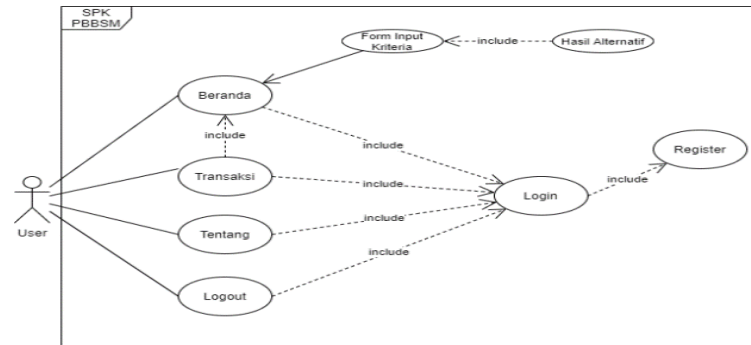 SPK
PBBSM
Form Input
Kriteria
include
Hasil Alternatif
Beranda
include
include
Register
include
Transaksi
include
Login
User
Tentang
include
include
Logout